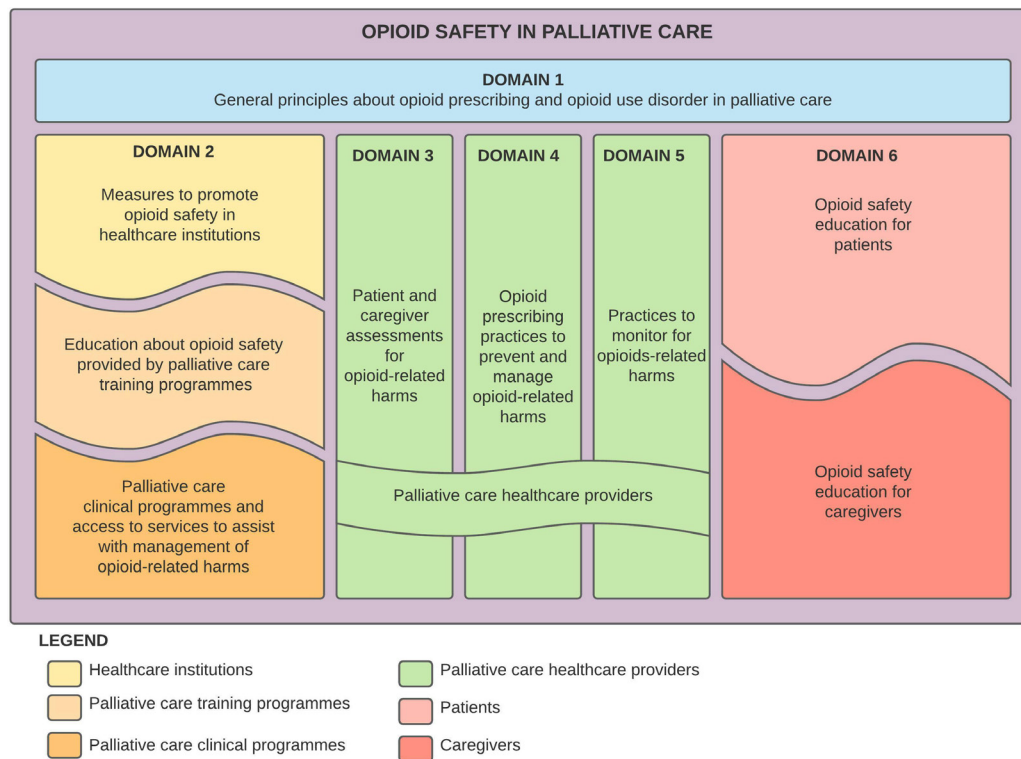 OPIOID SAFETY IN PALLIATIVE CARE
DOMAIN 1
General principles about opioid prescribing and opioid use disorder in palliative care
DOMAIN 2
Measures to promote
opioid safety in
healthcare institutions
Education about opioid safety
provided by palliative care
training programmes
Palliative care
clinical programmes and
access to services to assist
with management of
opioid-related harms
DOMAIN 3
Patient and
caregiver
assessments
for
opioid-related
harms
DOMAIN 4
Opioid
prescribing
practices to
prevent and
manage
opioid-related
harms
DOMAIN 5
Practices to
monitor for
opioids-related
harms
Palliative care healthcare providers
DOMAIN 6
Opioid safety
education for
patients
Opioid safety
education for
caregivers
LEGEND
Healthcare institutions
Palliative care training programmes
Palliative care clinical programmes
Palliative care healthcare providers
Patients
Caregivers